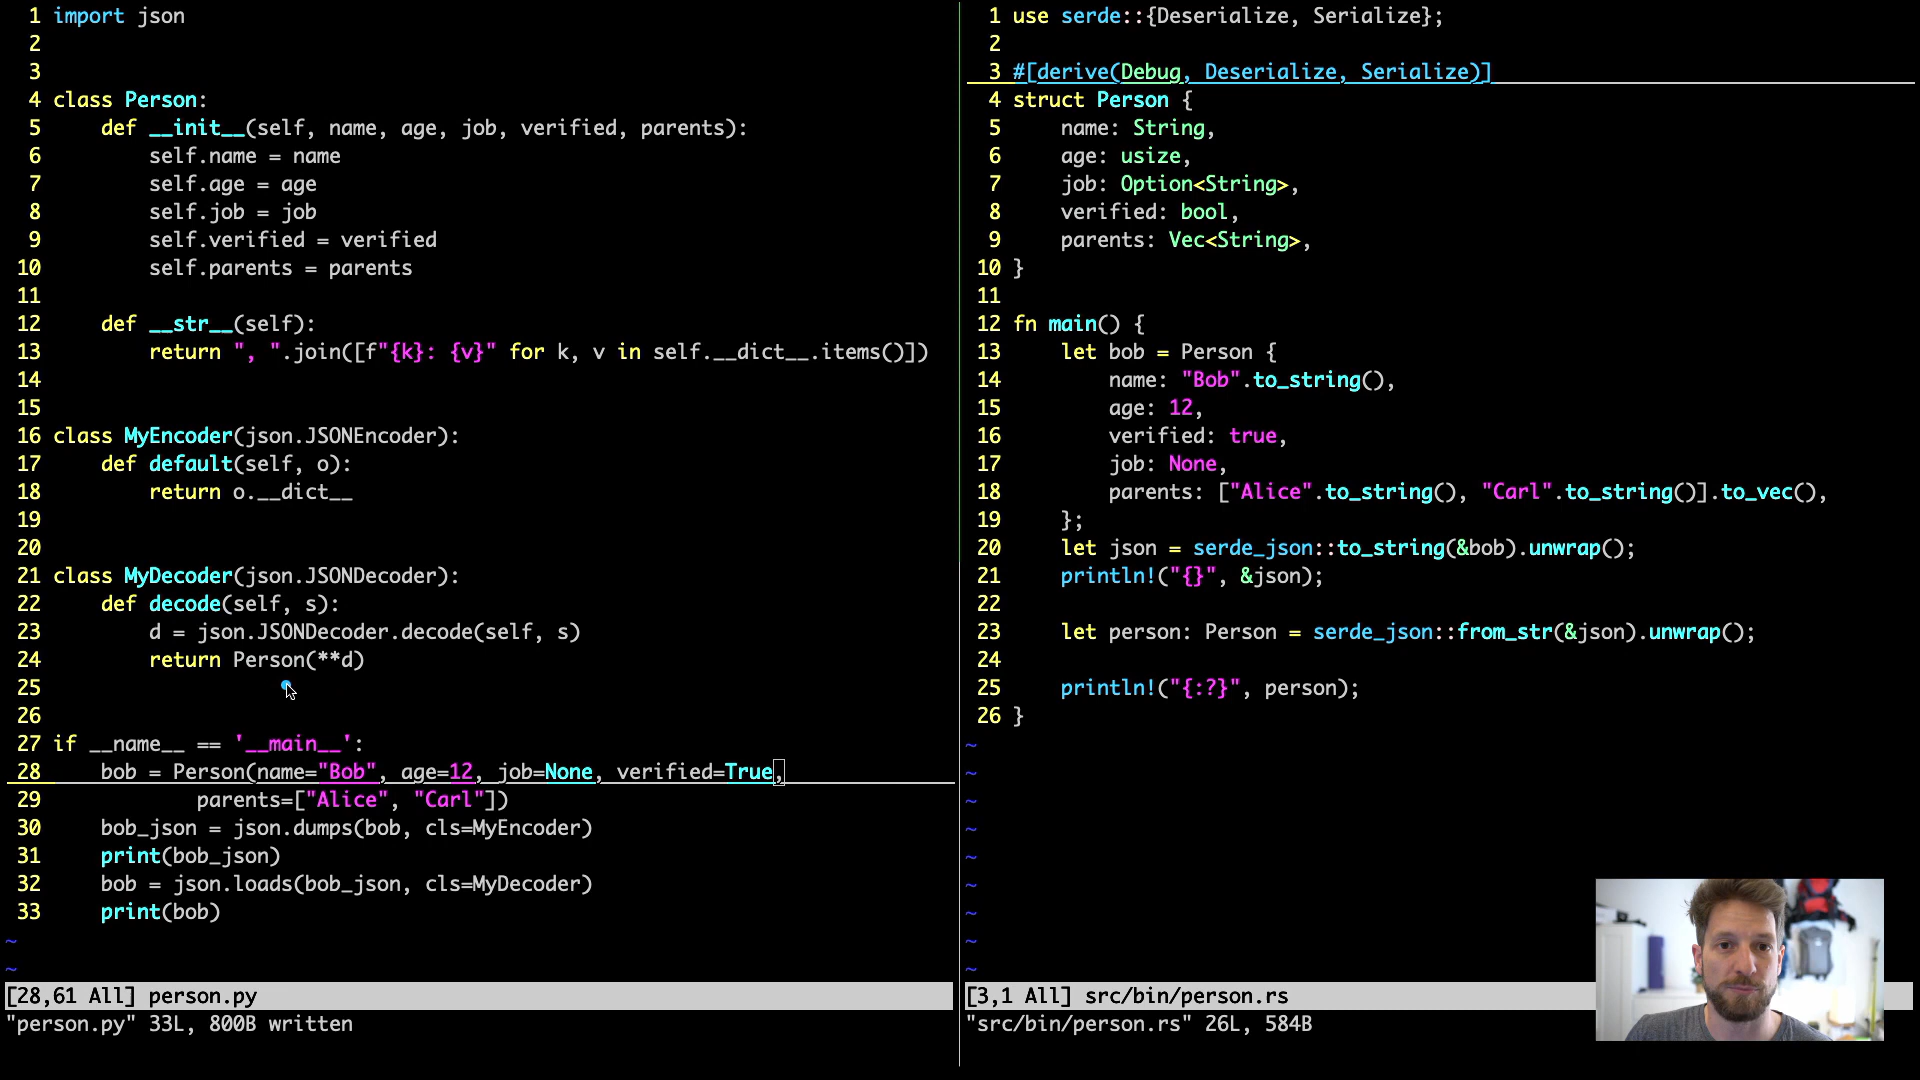 1 import json
2
3
4 class Person:
5     def __init__(self, name, age, job, verified, parents):
6         self.name = name
7         self.age = age
8         self.job = job
9         self.verified = verified
10         self.parents = parents
11
12     def __str__(self):
13         return ", ".join([f"{k}: {v}" for k, v in self.__dict__.items()])
14
15
16 class MyEncoder(json.JSONEncoder):
17     def default(self, o):
18         return o.__dict__
19
20
21 class MyDecoder(json.JSONDecoder):
22     def decode(self, s):
23         d = json.JSONDecoder.decode(self, s)
24         return Person(**d)
25
26
27 if __name__ == '__main__':
28     bob = Person(name="Bob", age=12, job=None, verified=True,
29             parents=["Alice", "Carl"])
30     bob_json = json.dumps(bob, cls=MyEncoder)
31     print(bob_json)
32     bob = json.loads(bob_json, cls=MyDecoder)
33     print(bob)
~
~
[28,61 All] person.py
"person.py" 33L, 800B written
1 use serde::{Deserialize, Serialize};
2
3 #[derive(Debug, Deserialize, Serialize)]
4 struct Person {
5     name: String,
6     age: usize,
7     job: Option<String>,
8     verified: bool,
9     parents: Vec<String>,
10 }
11
12 fn main() {
13     let bob = Person {
14         name: "Bob".to_string(),
15         age: 12,
16         verified: true,
17         job: None,
18         parents: ["Alice".to_string(), "Carl".to_string()].to_vec(),
19     };
20     let json = serde_json::to_string(&bob).unwrap();
21     println!("{}", &json);
22
23     let person: Person = serde_json::from_str(&json).unwrap();
24
25     println!("{:?}", person);
26 }
~
~
~
~
~
~
~
~
~
[3,1 All] src/bin/person.rs
"src/bin/person.rs" 26L, 584B